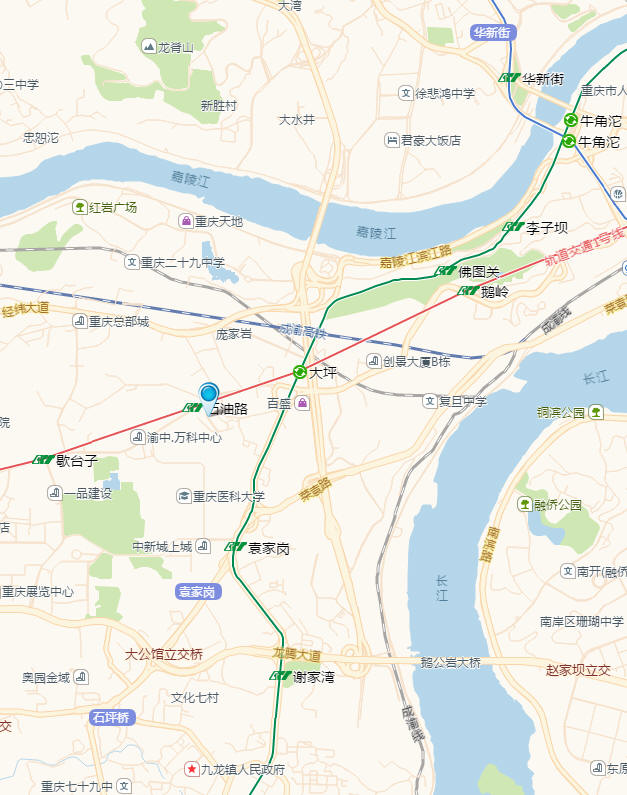 大湾
华新街
龙脊山
华新街
三中学
徐悲鸿中学
重庆市人
新胜村
大水井
牛角沱
忠恕沱
君豪大饭店
牛角沱
嘉陵江
红岩广场
重庆天地
李子坝
嘉陵江
轨道交通1号线
嘉陵江滨江路
重庆二十九中学
佛图关
鹅岭
经纬大道
重庆总部城
庞家岩
成渝高铁
成渝线
菜袁
创景大厦B栋
大坪
长江
石油路
百盛
复旦中学
铜滨公园
院
渝中.万科中心
歇台子
一品建设
重庆医科大学
菜袁路
融侨公园
店
中新城上城
袁家岗
南开(融侨
重庆展览中心
袁家岗
长江
南岸区珊瑚中学
大公馆立交桥
龙腾大道
鹅公岩大桥
赵家坝立交
奥园金域
谢家湾
文化七村
石坪桥
交
成渝线
九龙镇人民政府
东原
重庆七十九中